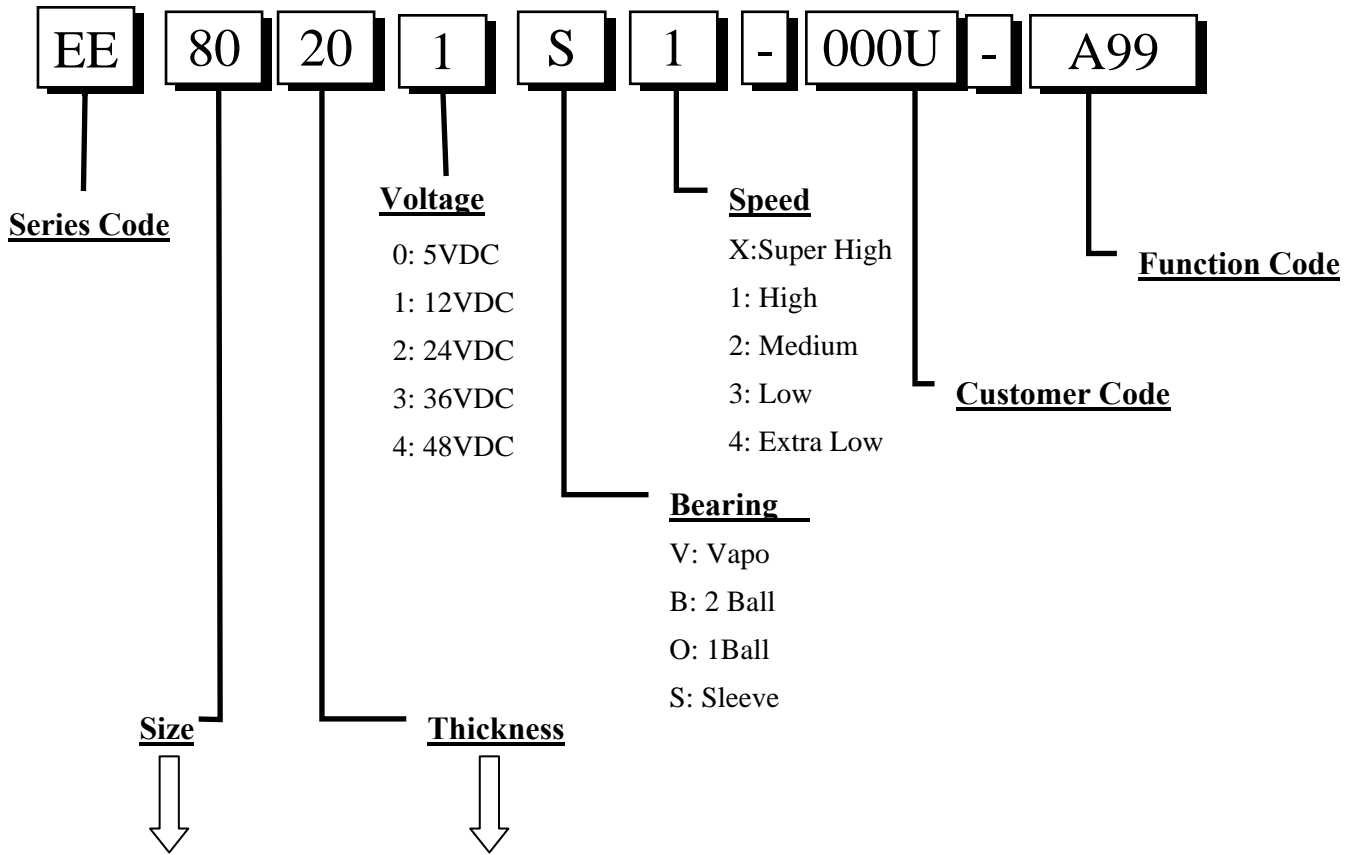 EE 80 20 1 S 1 - 000U - A99
Series Code
Voltage
0: 5VDC
1: 12VDC
2: 24VDC
3: 36VDC
4: 48VDC
Speed
X:Super High
1: High
2: Medium
3: Low
4: Extra Low
Function Code
Customer Code
Bearing
V: Vapo
B: 2 Ball
O: 1Ball
S: Sleeve
Size
Thickness